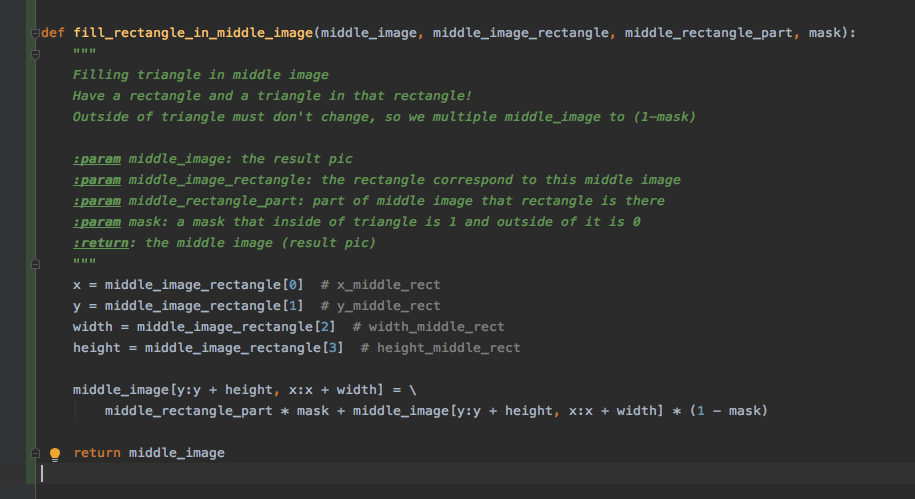 def fill_rectangle_in_middle_image(middle_image, middle_image_rectangle, middle_rectangle_part, mask):
"""
Filling triangle in middle image
Have a rectangle and a triangle in that rectangle!
Outside of triangle must don't change, so we multiple middle_image to (1-mask)
:param middle_image: the result pic
:param middle_image_rectangle: the rectangle correspond to this middle image
:param middle_rectangle_part: part of middle image that rectangle is there
:param mask: a mask that inside of triangle is 1 and outside of it is 0
:return: the middle image (result pic)
"""
x = middle_image_rectangle[0]  # x_middle_rect
y = middle_image_rectangle[1]  # y_middle_rect
width = middle_image_rectangle[2]  # width_middle_rect
height = middle_image_rectangle[3]  # height_middle_rect
middle_image[y:y + height, x:x + width] = \
middle_rectangle_part * mask + middle_image[y:y + height, x:x + width] * (1 - mask)
return middle_image